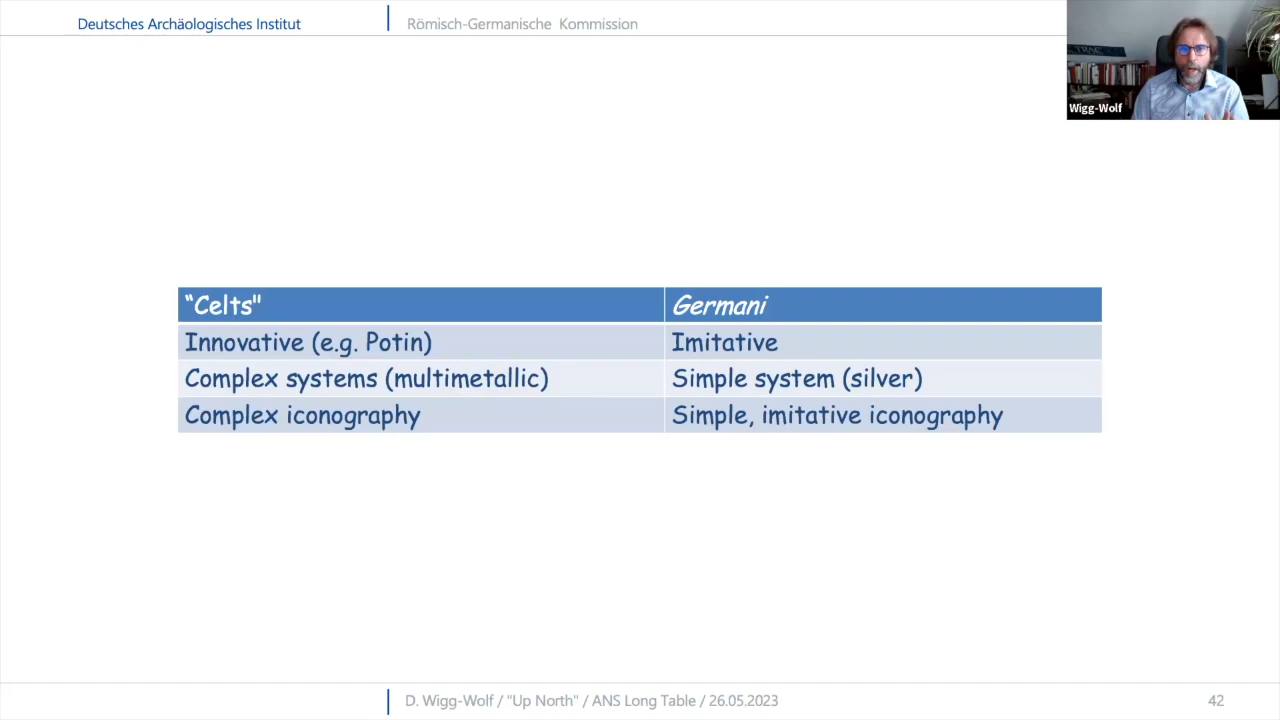 Deutsches Archäologisches Institut
Römisch-Germanische Kommission
Wigg-Wolf
“Celts" Germani
Innovative (e.g. Potin) Imitative
Complex systems (multimetallic) Simple system (silver)
Complex iconography Simple, imitative iconography
D. Wigg-Wolf / "Up North" / ANS Long Table / 26.05.2023
42